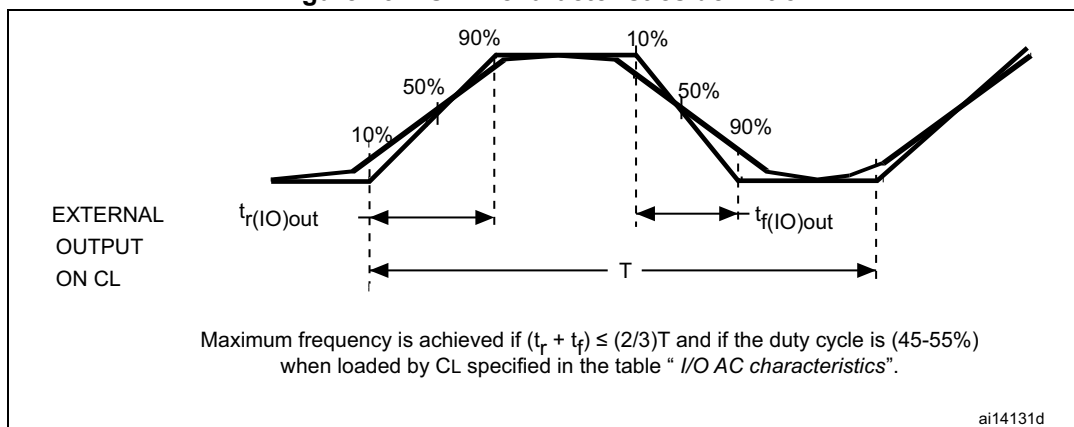 90%
10%
50%
50%
10%
90%
EXTERNAL
OUTPUT
ON CL
tr(IO)out
tf(IO)out
T
Maximum frequency is achieved if (tr + tf) ≤ (2/3)T and if the duty cycle is (45-55%)
when loaded by CL specified in the table “ I/O AC characteristics”.
ai14131d